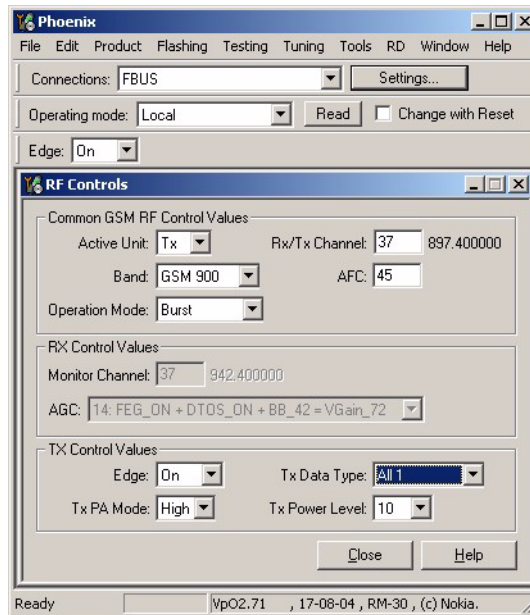 Phoenix
File Edit Product Flashing Testing Tuning Tools RD Window Help
Connections: FBUS Settings...
Operating mode: Local Read Change with Reset
Edge: On
RF Controls
Common GSM RF Control Values
Active Unit: Tx Rx/Tx Channel: 37 897.400000
Band: GSM 900 AFC: 45
Operation Mode: Burst
RX Control Values
Monitor Channel: 37 942.400000
AGC: 14: FEG_ON + DTOS_ON + BB_42 = VGain_72
TX Control Values
Edge: On Tx Data Type: All 1
Tx PA Mode: High Tx Power Level: 10
Close Help
Ready VpO2.71 , 17-08-04 , RM-30 , (c) Nokia.